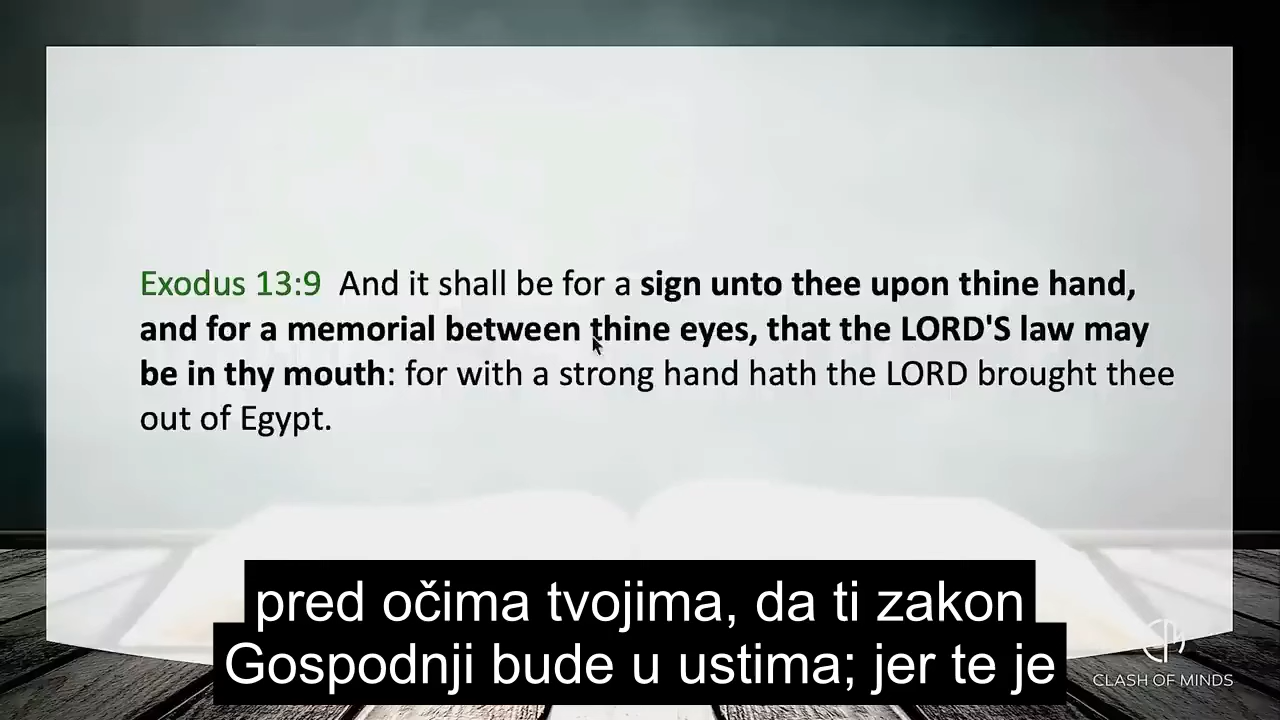 Exodus 13:9 And it shall be for a sign unto thee upon thine hand,
and for a memorial between thine eyes, that the LORD'S law may
be in thy mouth: for with a strong hand hath the LORD brought thee
out of Egypt.
pred očima tvojima, da ti zakon
Gospodnji bude u ustima; jer te je
CLASH OF MINDS